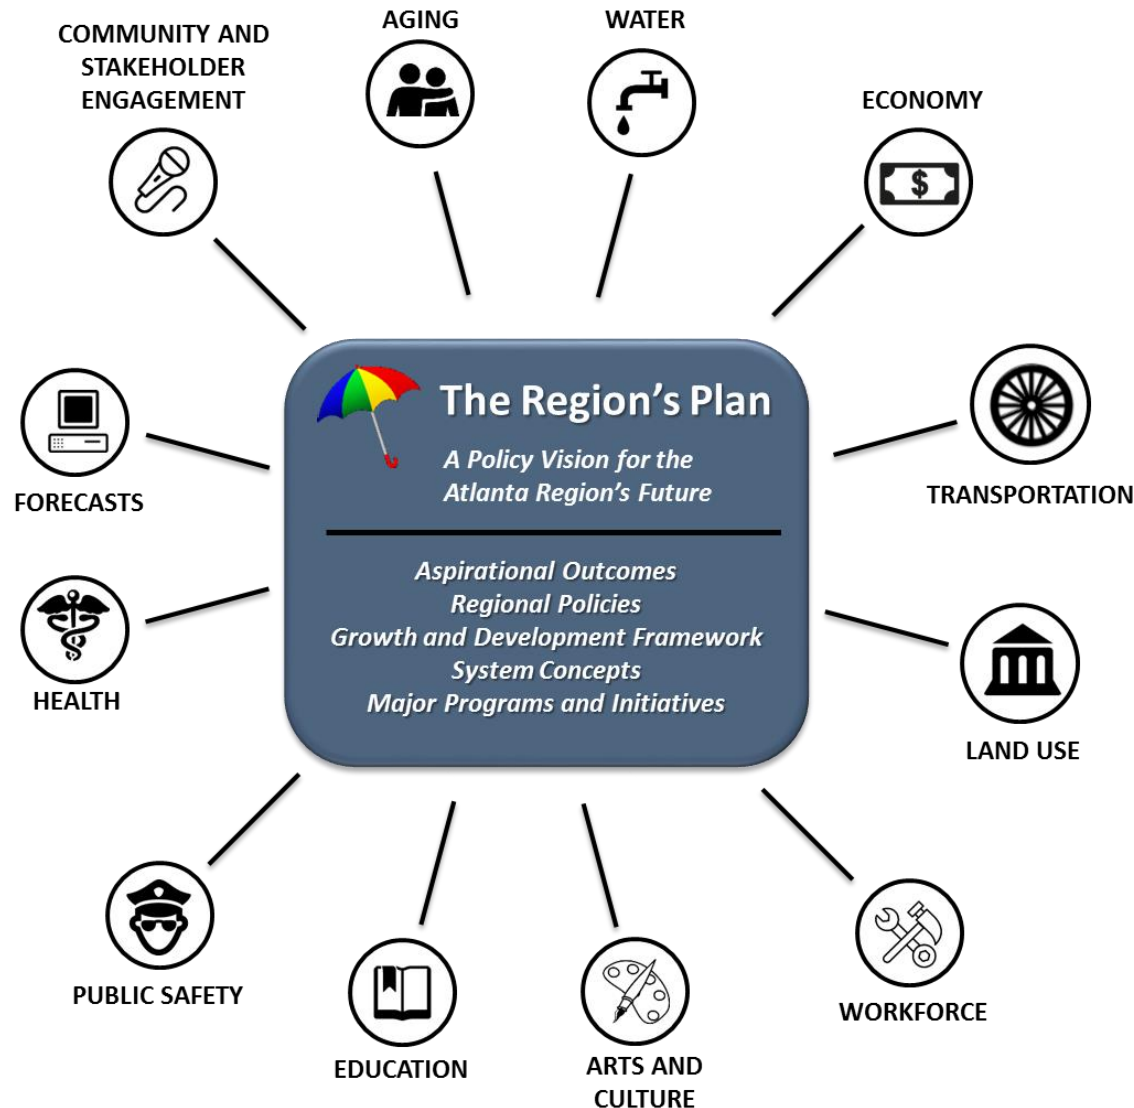 COMMUNITY AND
STAKEHOLDER
ENGAGEMENT
AGING
WATER
ECONOMY
$
The Region's Plan
A Policy Vision for the
Atlanta Region's Future
Aspirational Outcomes
Regional Policies
Growth and Development Framework
System Concepts
Major Programs and Initiatives
FORECASTS
TRANSPORTATION
HEALTH
LAND USE
PUBLIC SAFETY
EDUCATION
ARTS AND
CULTURE
WORKFORCE